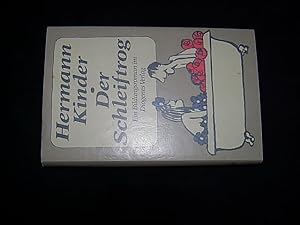 Hermann
Kinder
•
Der
Schleiftrog
Ein Bildungsroman im
Diogenes Verlag